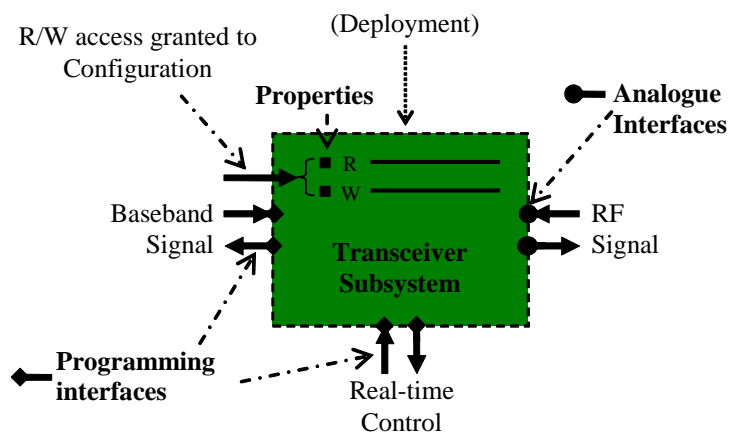 R/W access granted to
Configuration
(Deployment)
Properties
Analogue
Interfaces
R
W
Baseband
Signal
RF
Signal
Transceiver
Subsystem
Programming
interfaces
Real-time
Control